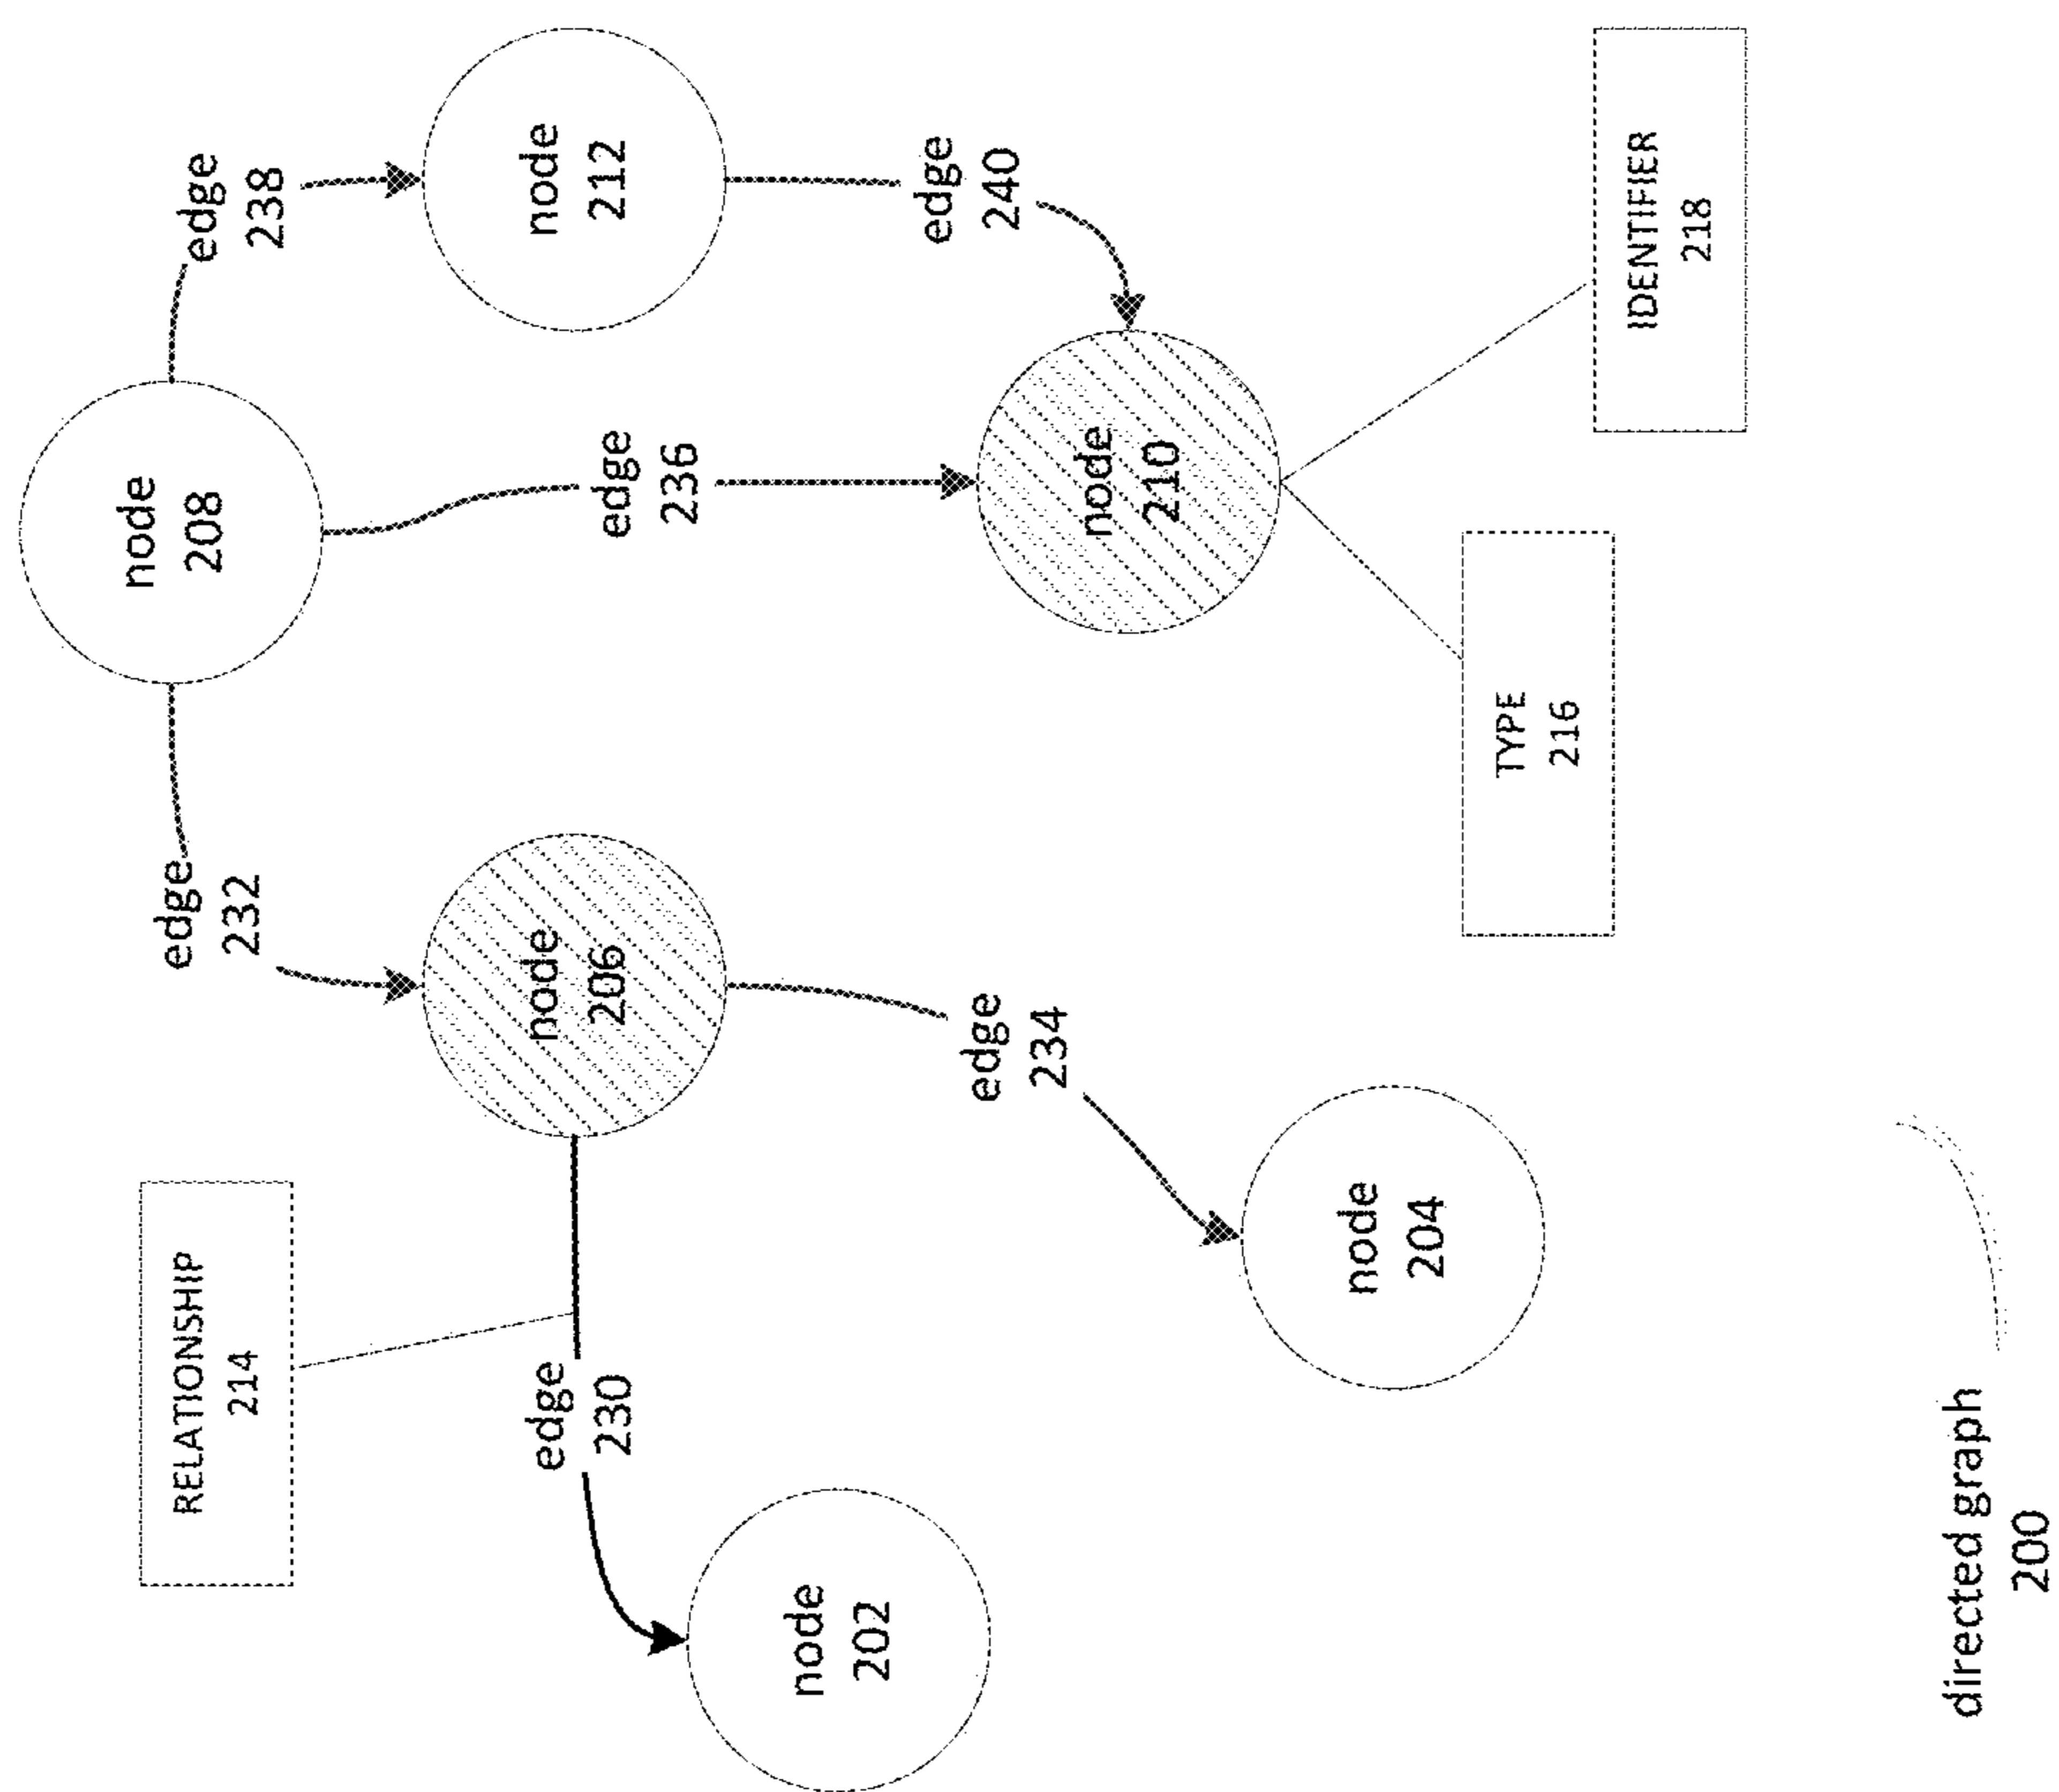 node
208
edge
238
edge
232
node
212
edge
236
edge
240
node
206
node
210
RELATIONSHIP
214
edge
230
edge
234
node
202
node
204
TYPE
216
IDENTIFIER
218
directed graph
200